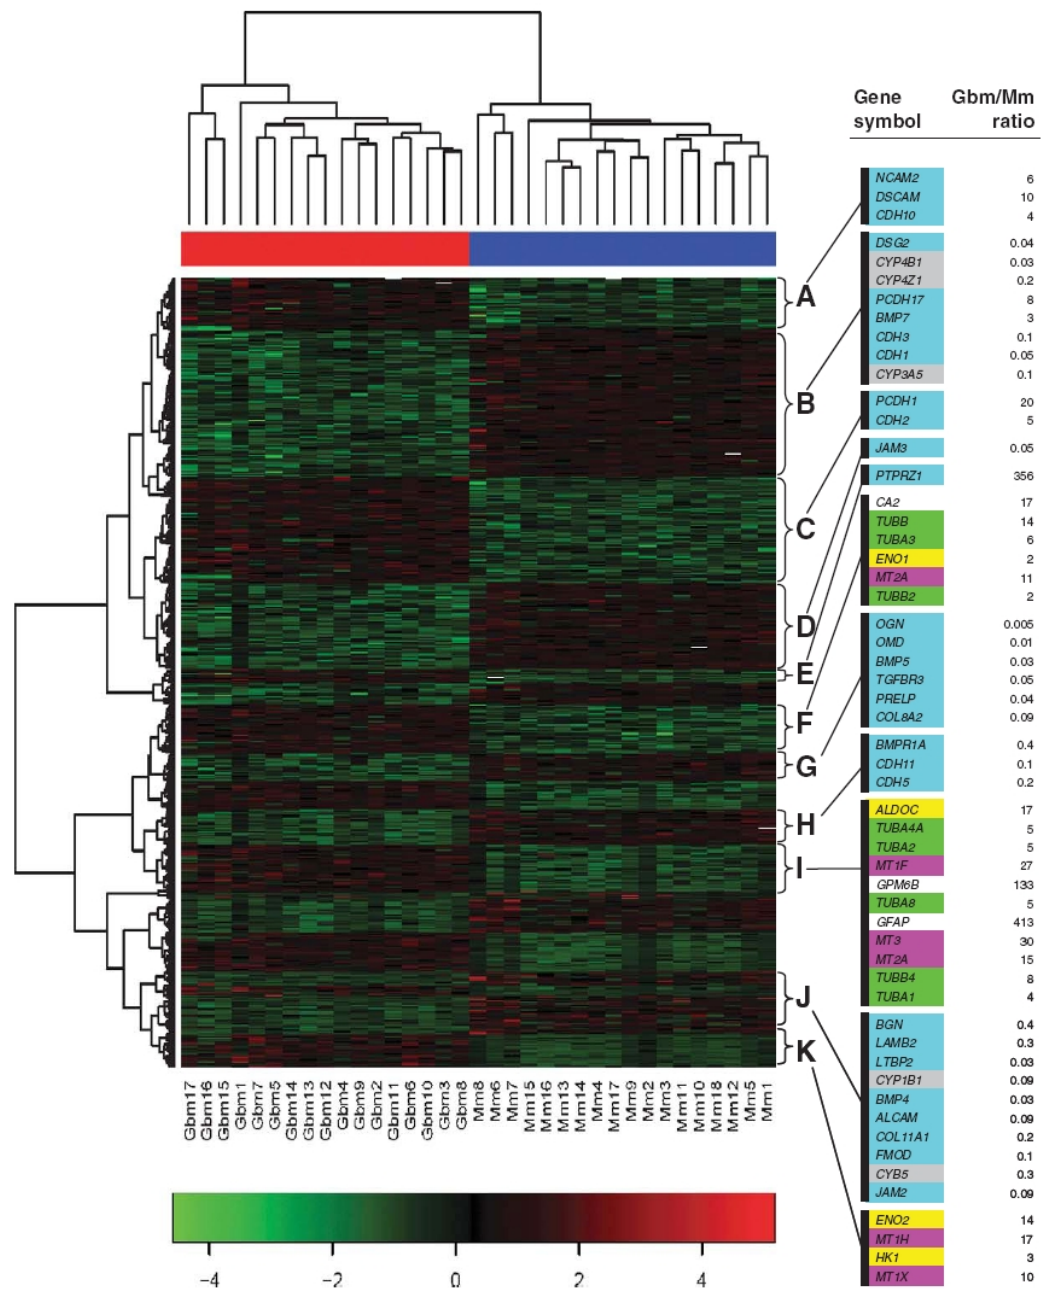 Gene symbol Gbm/Mm ratio
NCAM2 6
DSCAM 10
CDH10 4
DSG2 0.04
CYP4B1 0.03
CYP4Z1 0.2
PCDH17 8
BMP7 3
CDH3 0.1
CDH1 0.05
CYP3A5 0.1
PCDH1 20
CDH2 5
JAM3 0.05
PTPRZ1 356
CA2 17
TUBB 14
TUBA3 6
ENO1 2
MT2A 11
TUBB2 2
OGN 0.005
OMD 0.01
BMP5 0.03
TGFBR3 0.05
PRELP 0.04
COL8A2 0.09
BMPR1A 0.4
CDH11 0.1
CDH5 0.2
ALDOC 17
TUBA4A 5
TUBA2 5
MT1F 27
GPM6B 133
TUBA8 5
GFAP 413
MT3 30
MT2A 15
TUBB4 8
TUBA1 4
BGN 0.4
LAMB2 0.3
LTBP2 0.03
CYP1B1 0.09
BMP4 0.03
ALCAM 0.09
COL11A1 0.2
FMOD 0.1
CYB5 0.3
JAM2 0.09
ENO2 14
MT1H 17
HK1 3
MT1X 10
A
B
C
D
E
F
G
H
I
J
K
Gbm17
Gbm16
Gbm15
Gbm1
Gbm7
Gbm5
Gbm14
Gbm13
Gbm12
Gbm4
Gbm9
Gbm2
Gbm11
Gbm6
Gbm10
Gbm3
Gbm8
Mm8
Mm6
Mm7
Mm15
Mm16
Mm13
Mm14
Mm4
Mm17
Mm9
Mm2
Mm3
Mm11
Mm10
Mm18
Mm12
Mm5
Mm1
−4 −2 0 2 4